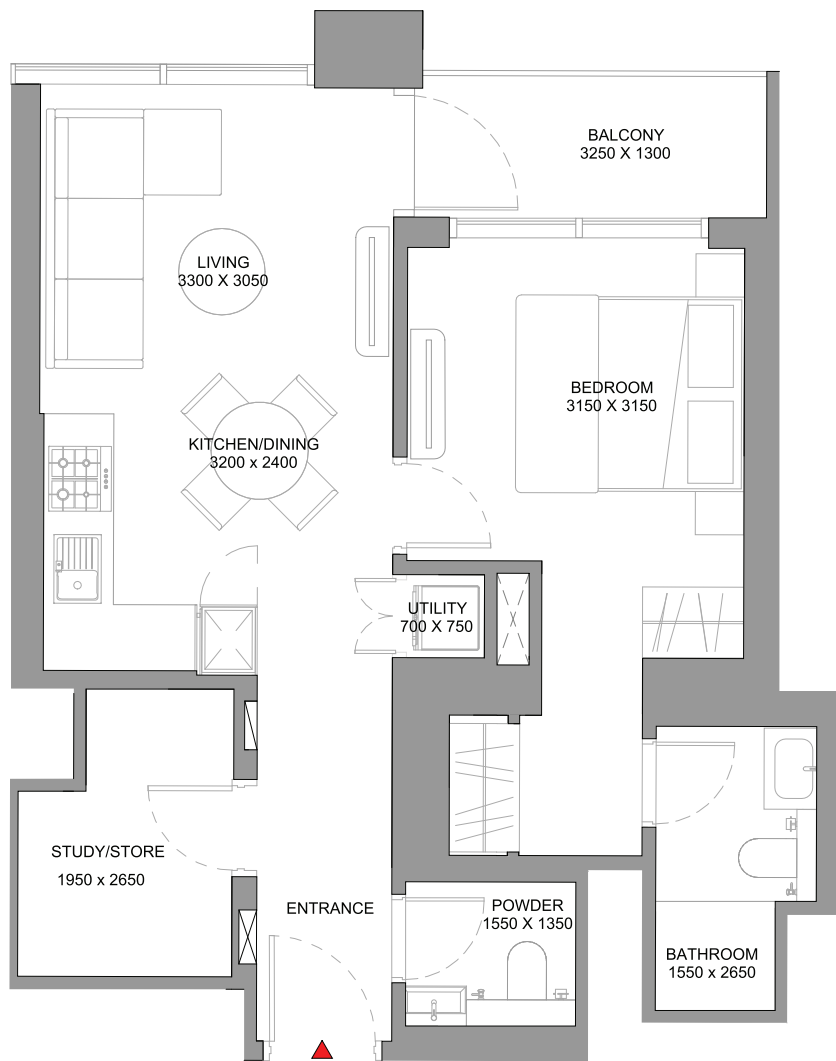 BALCONY
3250 X 1300
LIVING
3300 X 3050
BEDROOM
3150 X 3150
KITCHEN/DINING
3200 x 2400
UTILITY
700 X 750
STUDY/STORE
1950 x 2650
ENTRANCE
POWDER
1550 X 1350
BATHROOM
1550 x 2650